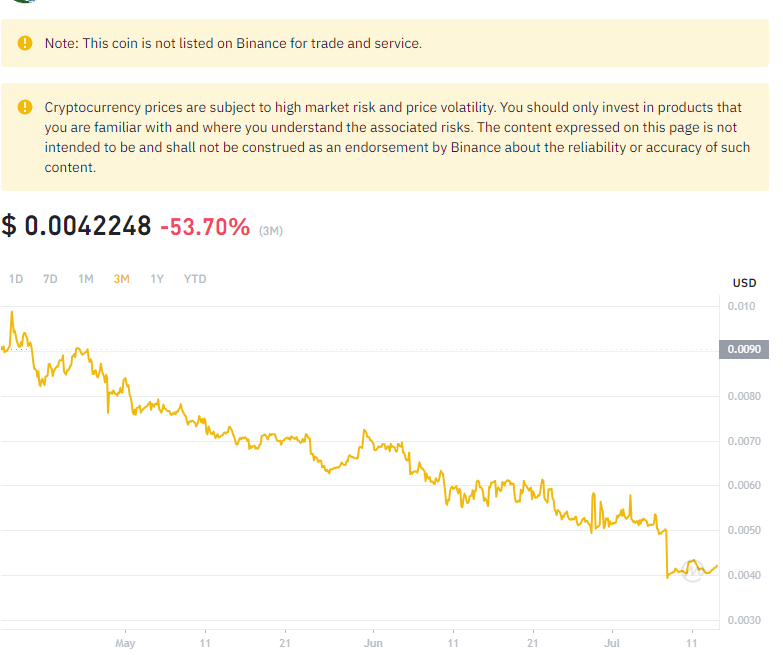 Note: This coin is not listed on Binance for trade and service.
Cryptocurrency prices are subject to high market risk and price volatility. You should only invest in products that
you are familiar with and where you understand the associated risks. The content expressed on this page is not
intended to be and shall not be construed as an endorsement by Binance about the reliability or accuracy of such
content.
$ 0.0042248 -53.70% (3M)
1D 7D 1M 3M 1Y YTD
USD
0.010
0.0090
0.0080
0.0070
0.0060
0.0050
0.0040
0.0030
May 11 21 Jun 11 21 Jul 11